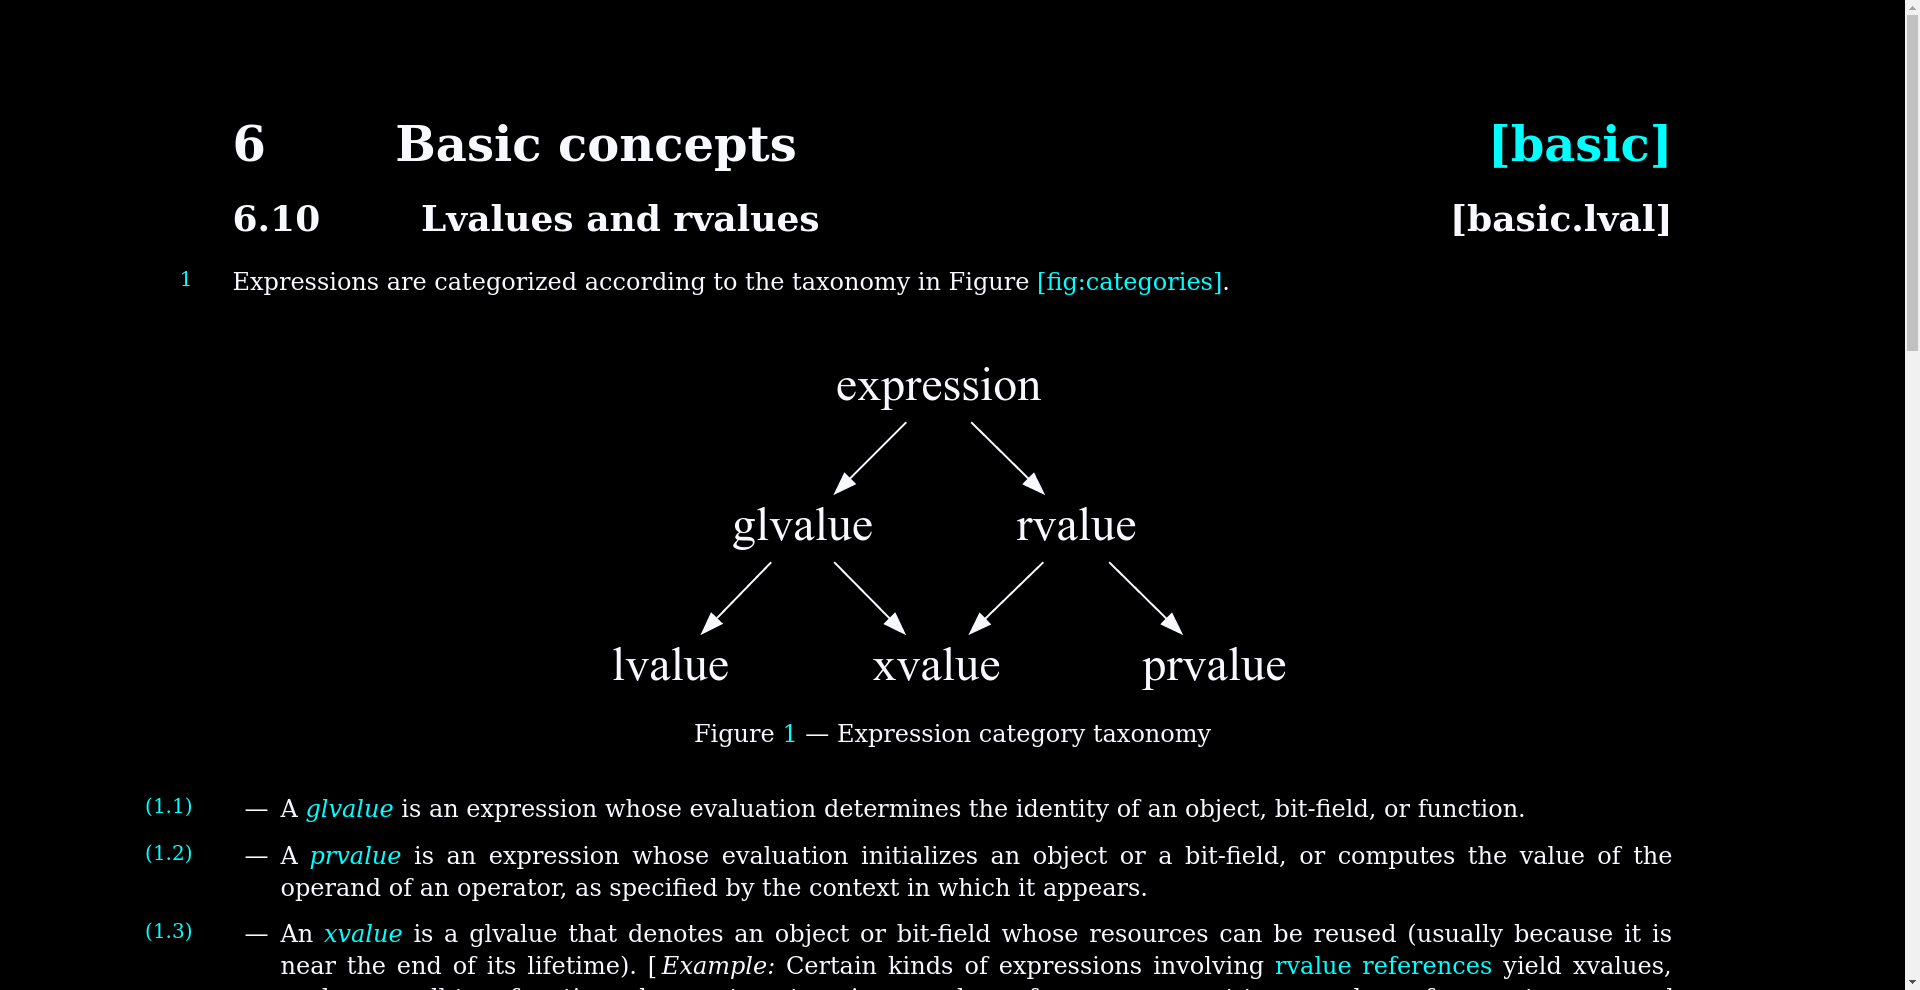 6 Basic concepts [basic]
6.10 Lvalues and rvalues [basic.lval]
1 Expressions are categorized according to the taxonomy in Figure [fig:categories].
expression
glvalue rvalue
lvalue xvalue prvalue
Figure 1 — Expression category taxonomy
(1.1) — A glvalue is an expression whose evaluation determines the identity of an object, bit-field, or function.
(1.2) — A prvalue is an expression whose evaluation initializes an object or a bit-field, or computes the value of the
operand of an operator, as specified by the context in which it appears.
(1.3) — An xvalue is a glvalue that denotes an object or bit-field whose resources can be reused (usually because it is
near the end of its lifetime). [ Example: Certain kinds of expressions involving rvalue references yield xvalues,